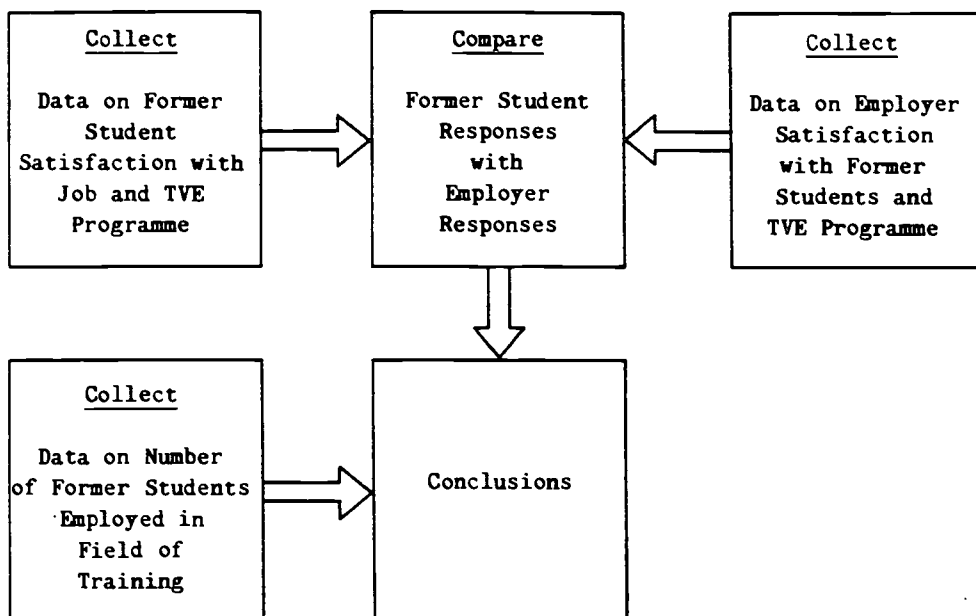 Collect
Data on Former
Student
Satisfaction with
Job and TVE
Programme
Compare
Former Student
Responses
with
Employer
Responses
Collect
Data on Employer
Satisfaction
with Former
Students and
TVE Programme
Collect
Data on Number
of Former Students
Employed in
Field of
Training
Conclusions